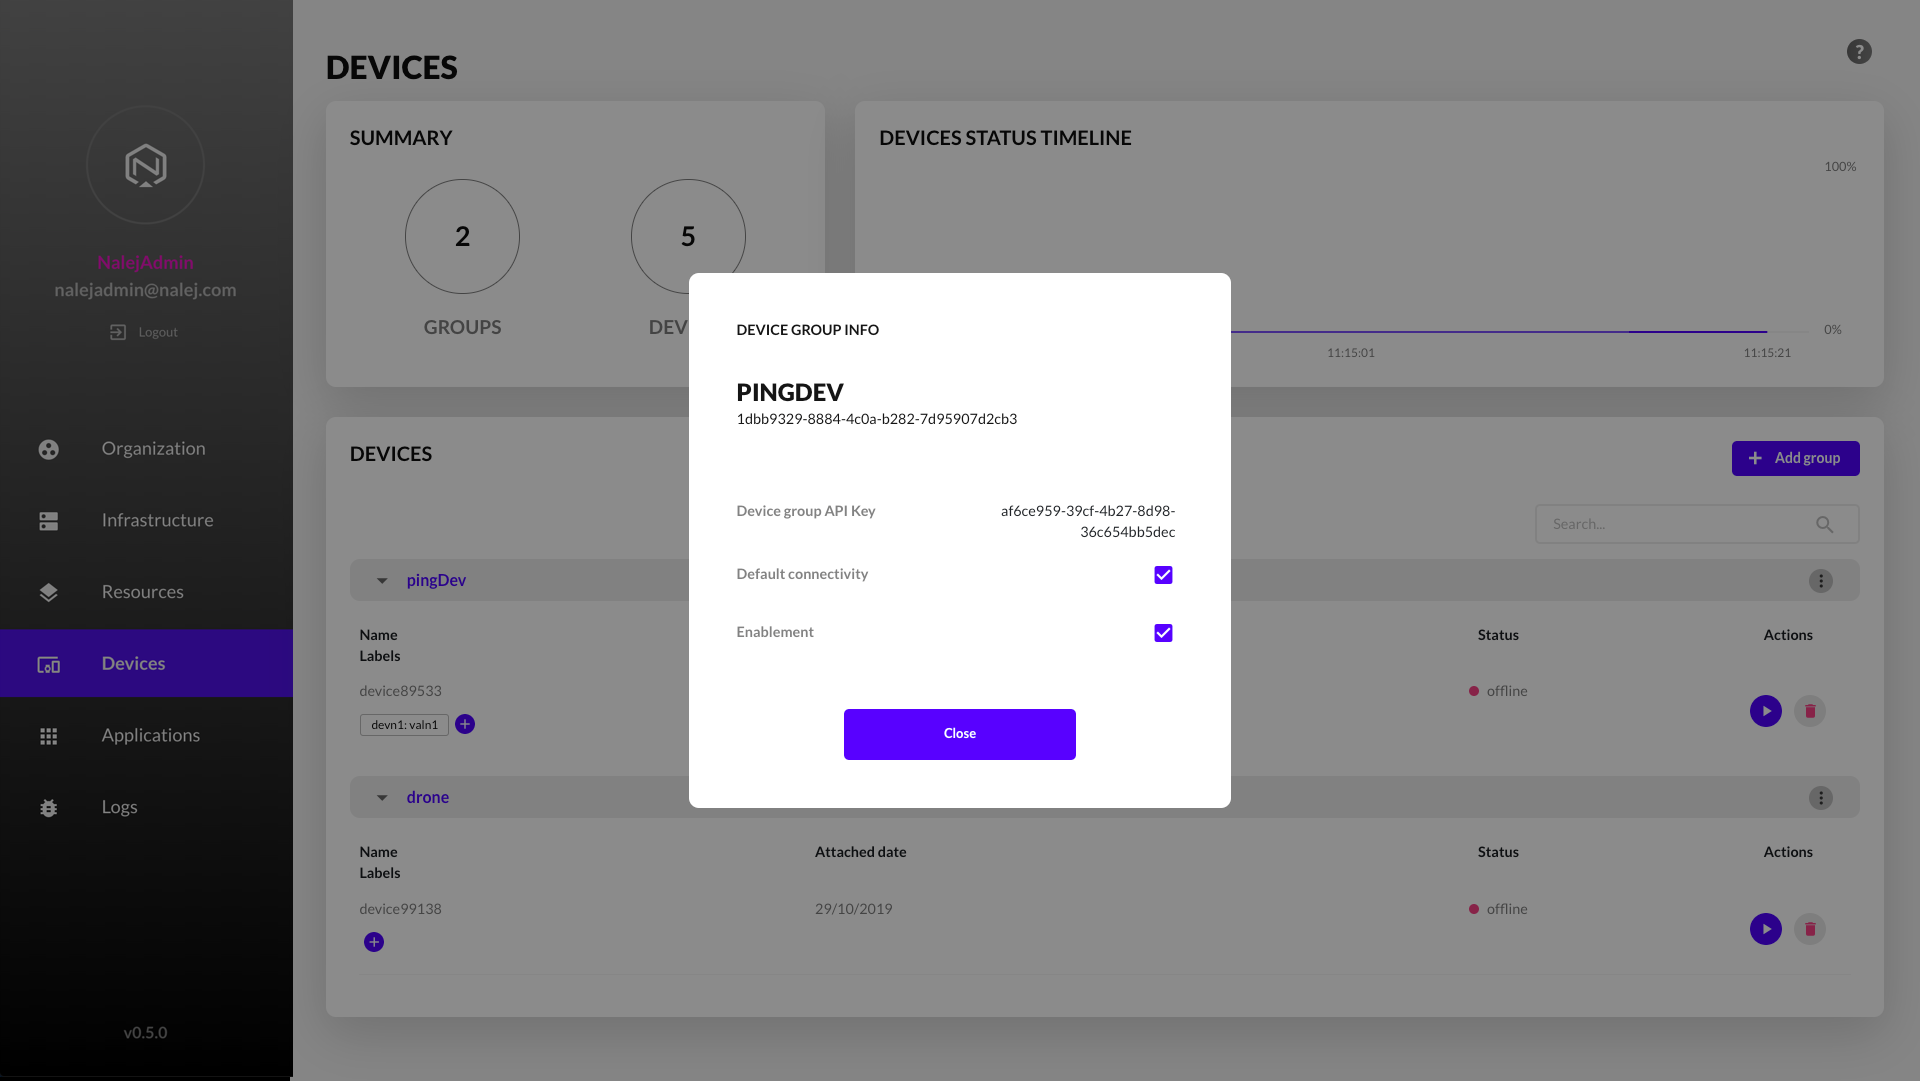 NalejAdmin
nalejadmin@nalej.com
Logout
Organization
Infrastructure
Resources
Devices
Applications
Logs
v0.5.0
DEVICES
?
SUMMARY
2
5
GROUPS
DEV
DEVICES STATUS TIMELINE
100%
0%
11:15:01
11:15:21
DEVICES
Add group
Search...
pingDev
Name
Labels
Status
Actions
device89533
offline
devn1: valn1
drone
Name
Labels
Attached date
Status
Actions
device99138
29/10/2019
offline
DEVICE GROUP INFO
PINGDEV
1dbb9329-8884-4c0a-b282-7d95907d2cb3
Device group API Key
af6ce959-39cf-4b27-8d98-
36c654bb5dec
Default connectivity
Enablement
Close